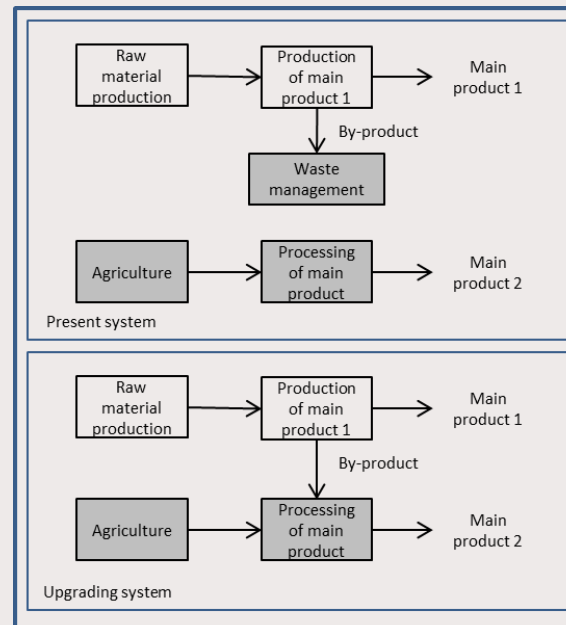 Raw
material
production
Production
of main
product 1
Main
product 1
By-product
Waste
management
Agriculture
Processing
of main
product
Main
product 2
Present system
Raw
material
production
Production
of main
product 1
Main
product 1
By-product
Agriculture
Processing
of main
product
Main
product 2
Upgrading system